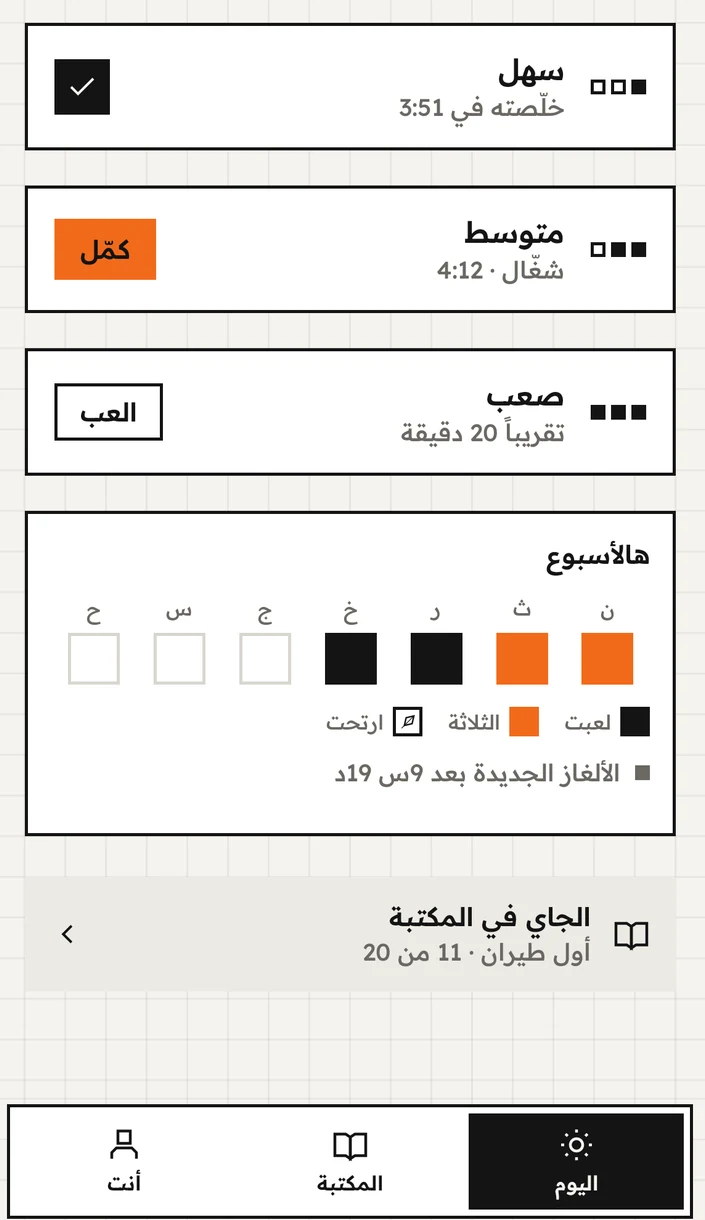 سهل
خلّصته في 3:51
متوسط
شغّال · 4:12
كمّل
صعب
تقريباً 20 دقيقة
العب
هالأسبوع
ن ث ر خ ج س ح
لعبت الثلاثة ارتحت
الألغاز الجديدة بعد 9س 19د
الجاي في المكتبة
أول طيران · 11 من 20
اليوم المكتبة أنت